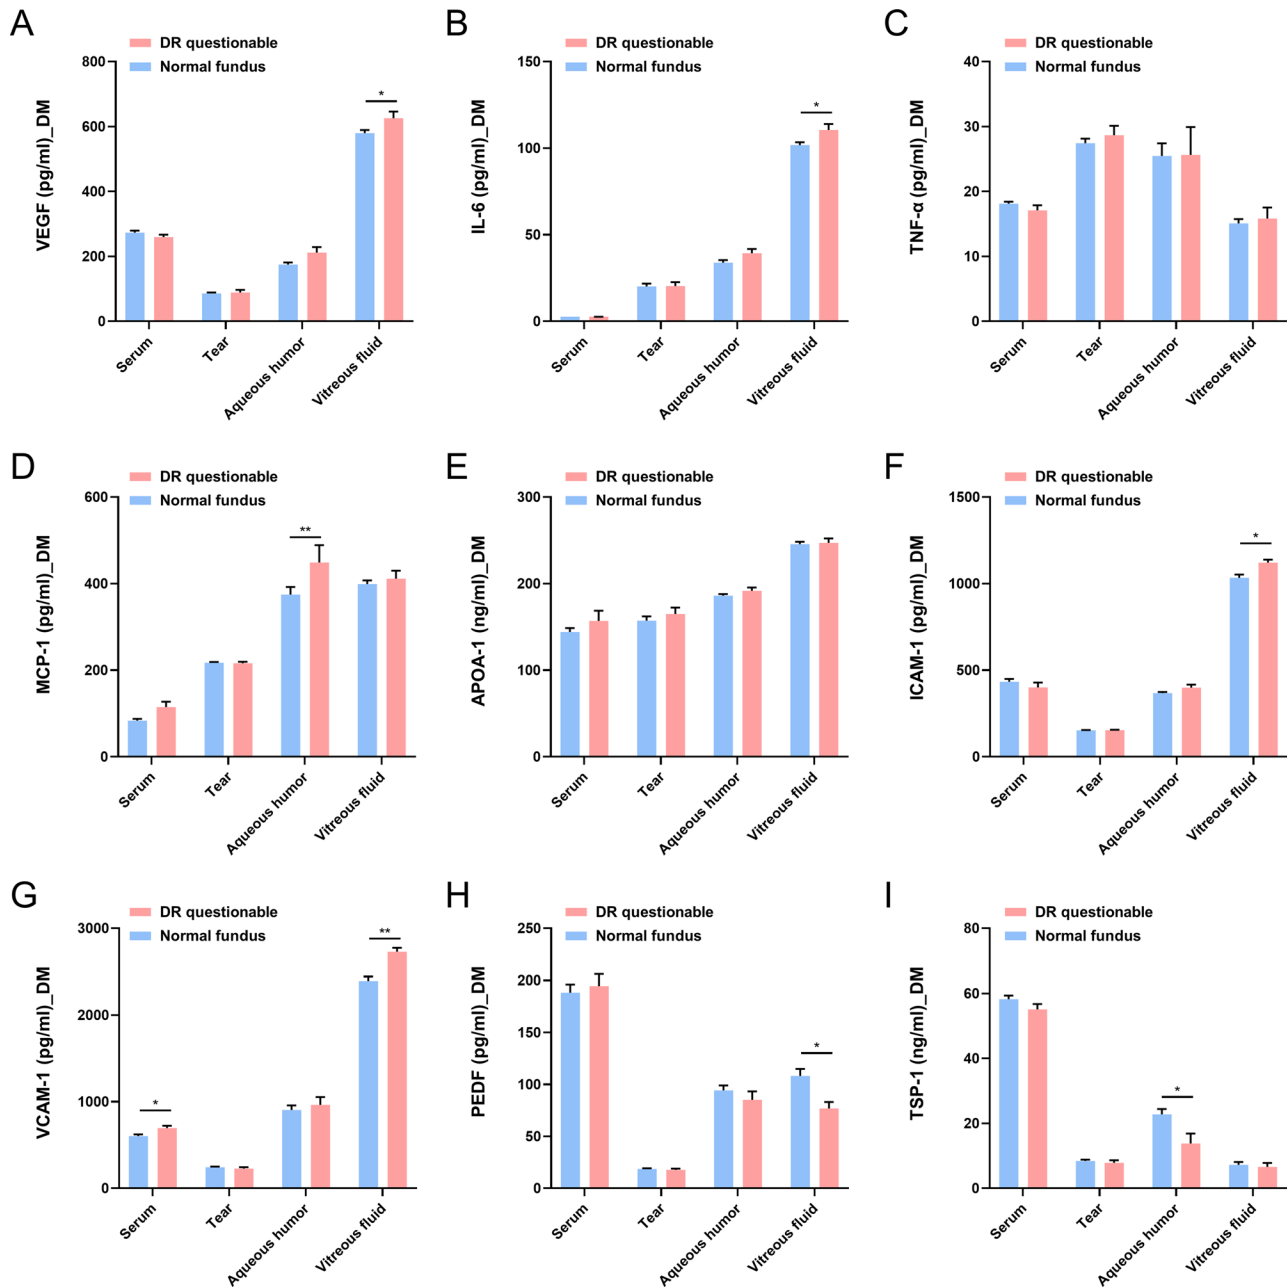 A
DR questionable
Normal fundus
VEGF (pg/ml)_DM
800
600
400
200
0
*
Serum
Tear
Aqueous humor
Vitreous fluid
B
DR questionable
Normal fundus
IL-6 (pg/ml)_DM
150
100
50
0
*
Serum
Tear
Aqueous humor
Vitreous fluid
C
DR questionable
Normal fundus
TNF-α (pg/ml)_DM
40
30
20
10
0
Serum
Tear
Aqueous humor
Vitreous fluid
D
DR questionable
Normal fundus
MCP-1 (pg/ml)_DM
600
400
200
0
**
Serum
Tear
Aqueous humor
Vitreous fluid
E
DR questionable
Normal fundus
APOA-1 (ng/ml)_DM
300
250
200
150
100
50
0
Serum
Tear
Aqueous humor
Vitreous fluid
F
DR questionable
Normal fundus
ICAM-1 (pg/ml)_DM
1500
1000
500
0
*
Serum
Tear
Aqueous humor
Vitreous fluid
G
DR questionable
Normal fundus
VCAM-1 (pg/ml)_DM
3000
2000
1000
0
*
**
Serum
Tear
Aqueous humor
Vitreous fluid
H
DR questionable
Normal fundus
PEDF (pg/ml)_DM
250
200
150
100
50
0
*
Serum
Tear
Aqueous humor
Vitreous fluid
I
DR questionable
Normal fundus
TSP-1 (ng/ml)_DM
80
60
40
20
0
*
Serum
Tear
Aqueous humor
Vitreous fluid